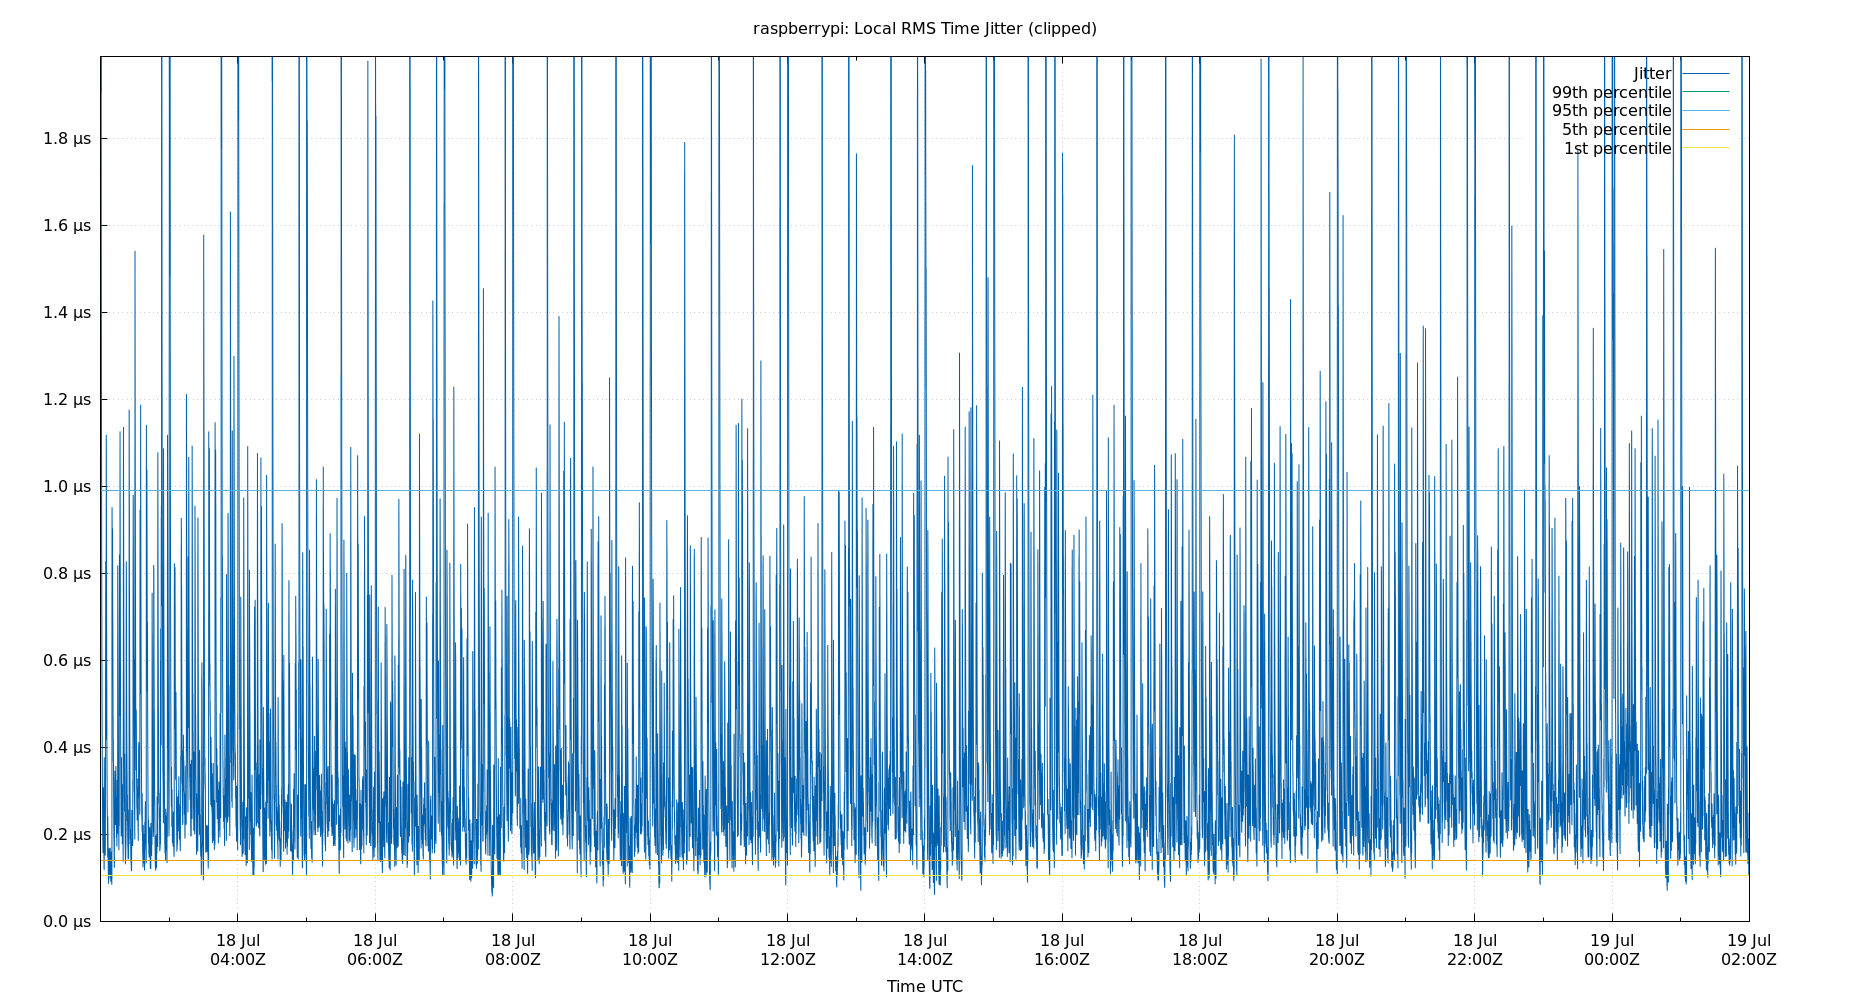 raspberrypi: Local RMS Time Jitter (clipped)
Jitter
99th percentile
95th percentile
5th percentile
1st percentile
1.8 µs
1.6 µs
1.4 µs
1.2 µs
1.0 µs
0.8 µs
0.6 µs
0.4 µs
0.2 µs
0.0 µs
18 Jul 18 Jul 18 Jul 18 Jul 18 Jul 18 Jul 18 Jul 18 Jul 18 Jul 18 Jul 19 Jul 19 Jul
04:00Z 06:00Z 08:00Z 10:00Z 12:00Z 14:00Z 16:00Z 18:00Z 20:00Z 22:00Z 00:00Z 02:00Z
Time UTC